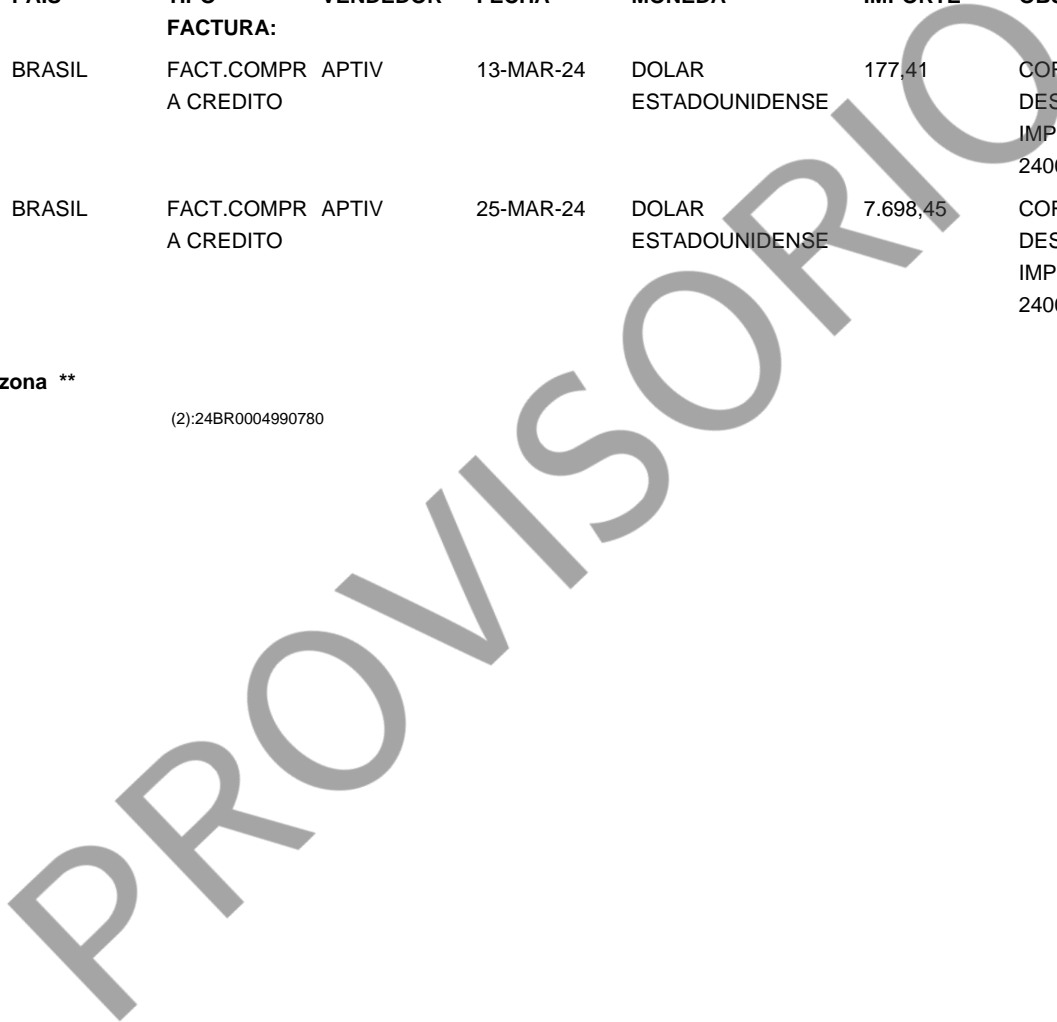 FACTURA:
BRASIL FACT.COMPR APTIV 13-MAR-24 DOLAR 177,41
A CREDITO ESTADOUNIDENSE
BRASIL FACT.COMPR APTIV 25-MAR-24 DOLAR 7.698,45
A CREDITO ESTADOUNIDENSE
zona **
(2):24BR0004990780
PROVISORIO